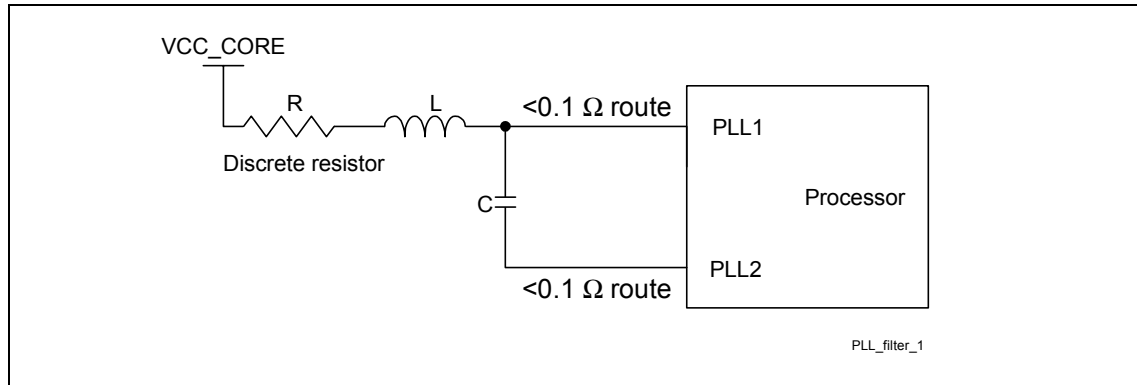 VCC_CORE
R
L
<0.1 Ω route
PLL1
Discrete resistor
Processor
C
PLL2
<0.1 Ω route
PLL_filter_1